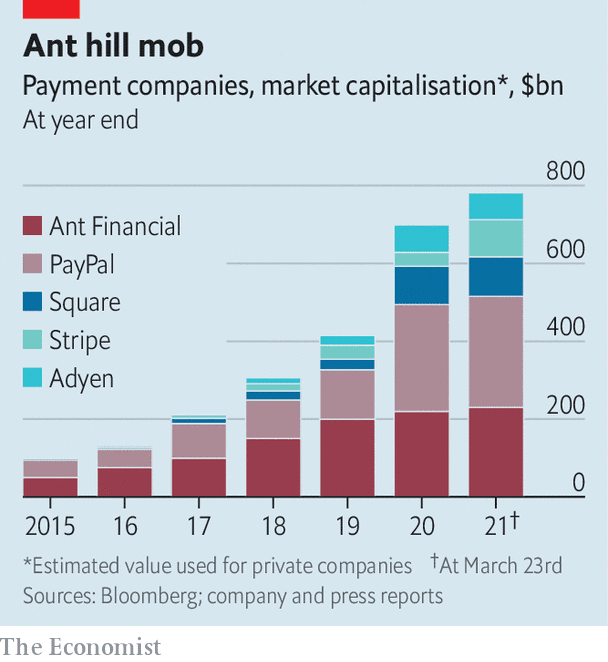 Ant hill mob
Payment companies, market capitalisation*, $bn
At year end
800
Ant Financial
PayPal
600
Square
Stripe
400
Adyen
200
0
2015 16 17 18 19 20 21†
*Estimated value used for private companies †At March 23rd
Sources: Bloomberg; company and press reports
The Economist